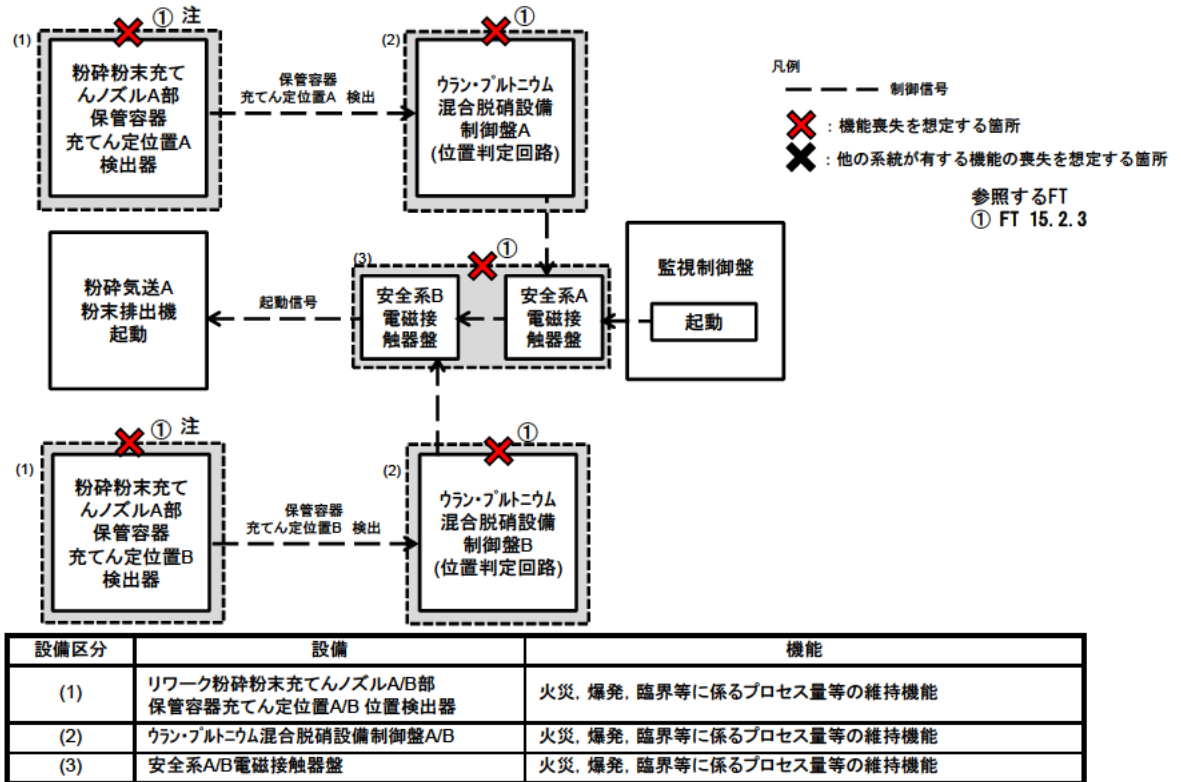 (1)
① 注
粉砕粉末充て
んノズルA部
保管容器
充てん定位置A
検出器
保管容器
充てん定位置A 検出
(2)
①
ウラン・プルトニウム
混合脱硝設備
制御盤A
(位置判定回路)
凡例
制御信号
：機能喪失を想定する箇所
：他の系統が有する機能の喪失を想定する箇所
参照するFT
① FT 15.2.3
粉砕気送A
粉末排出機
起動
起動信号
(3)
①
安全系B
電磁接
触器盤
安全系A
電磁接
触器盤
監視制御盤
起動
(1)
① 注
粉砕粉末充て
んノズルA部
保管容器
充てん定位置B
検出器
保管容器
充てん定位置B 検出
(2)
①
ウラン・プルトニウム
混合脱硝設備
制御盤B
(位置判定回路)
設備区分 設備 機能
(1) リワーク粉砕粉末充てんノズルA/B部
保管容器充てん定位置A/B 位置検出器 火災，爆発，臨界等に係るプロセス量等の維持機能
(2) ウラン・プルトニウム混合脱硝設備制御盤A/B 火災，爆発，臨界等に係るプロセス量等の維持機能
(3) 安全系A/B電磁接触器盤 火災，爆発，臨界等に係るプロセス量等の維持機能